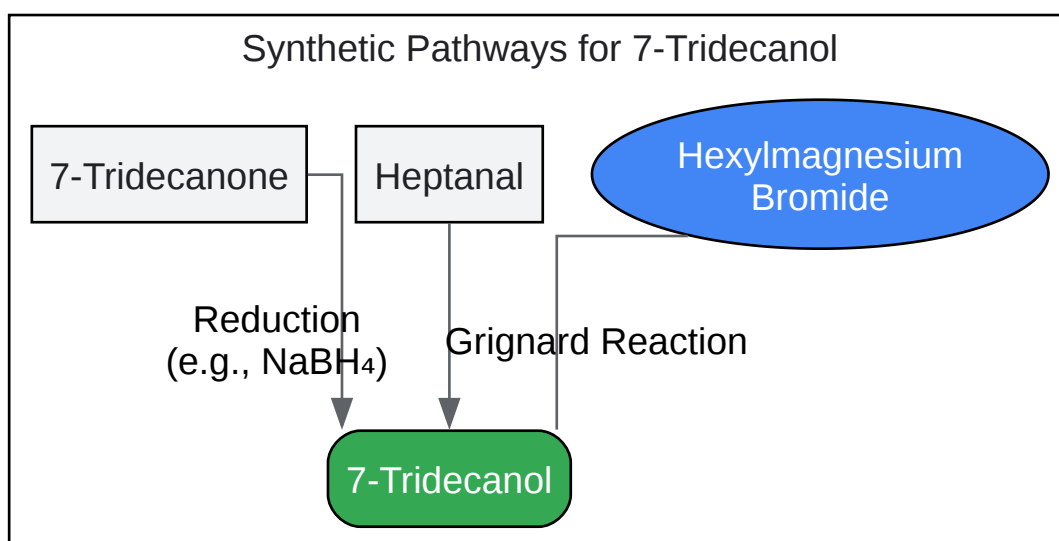 Synthetic Pathways for 7-Tridecanol
7-Tridecanone
Heptanal
Hexylmagnesium
Bromide
Reduction
(e.g., NaBH₄)
Grignard Reaction
7-Tridecanol